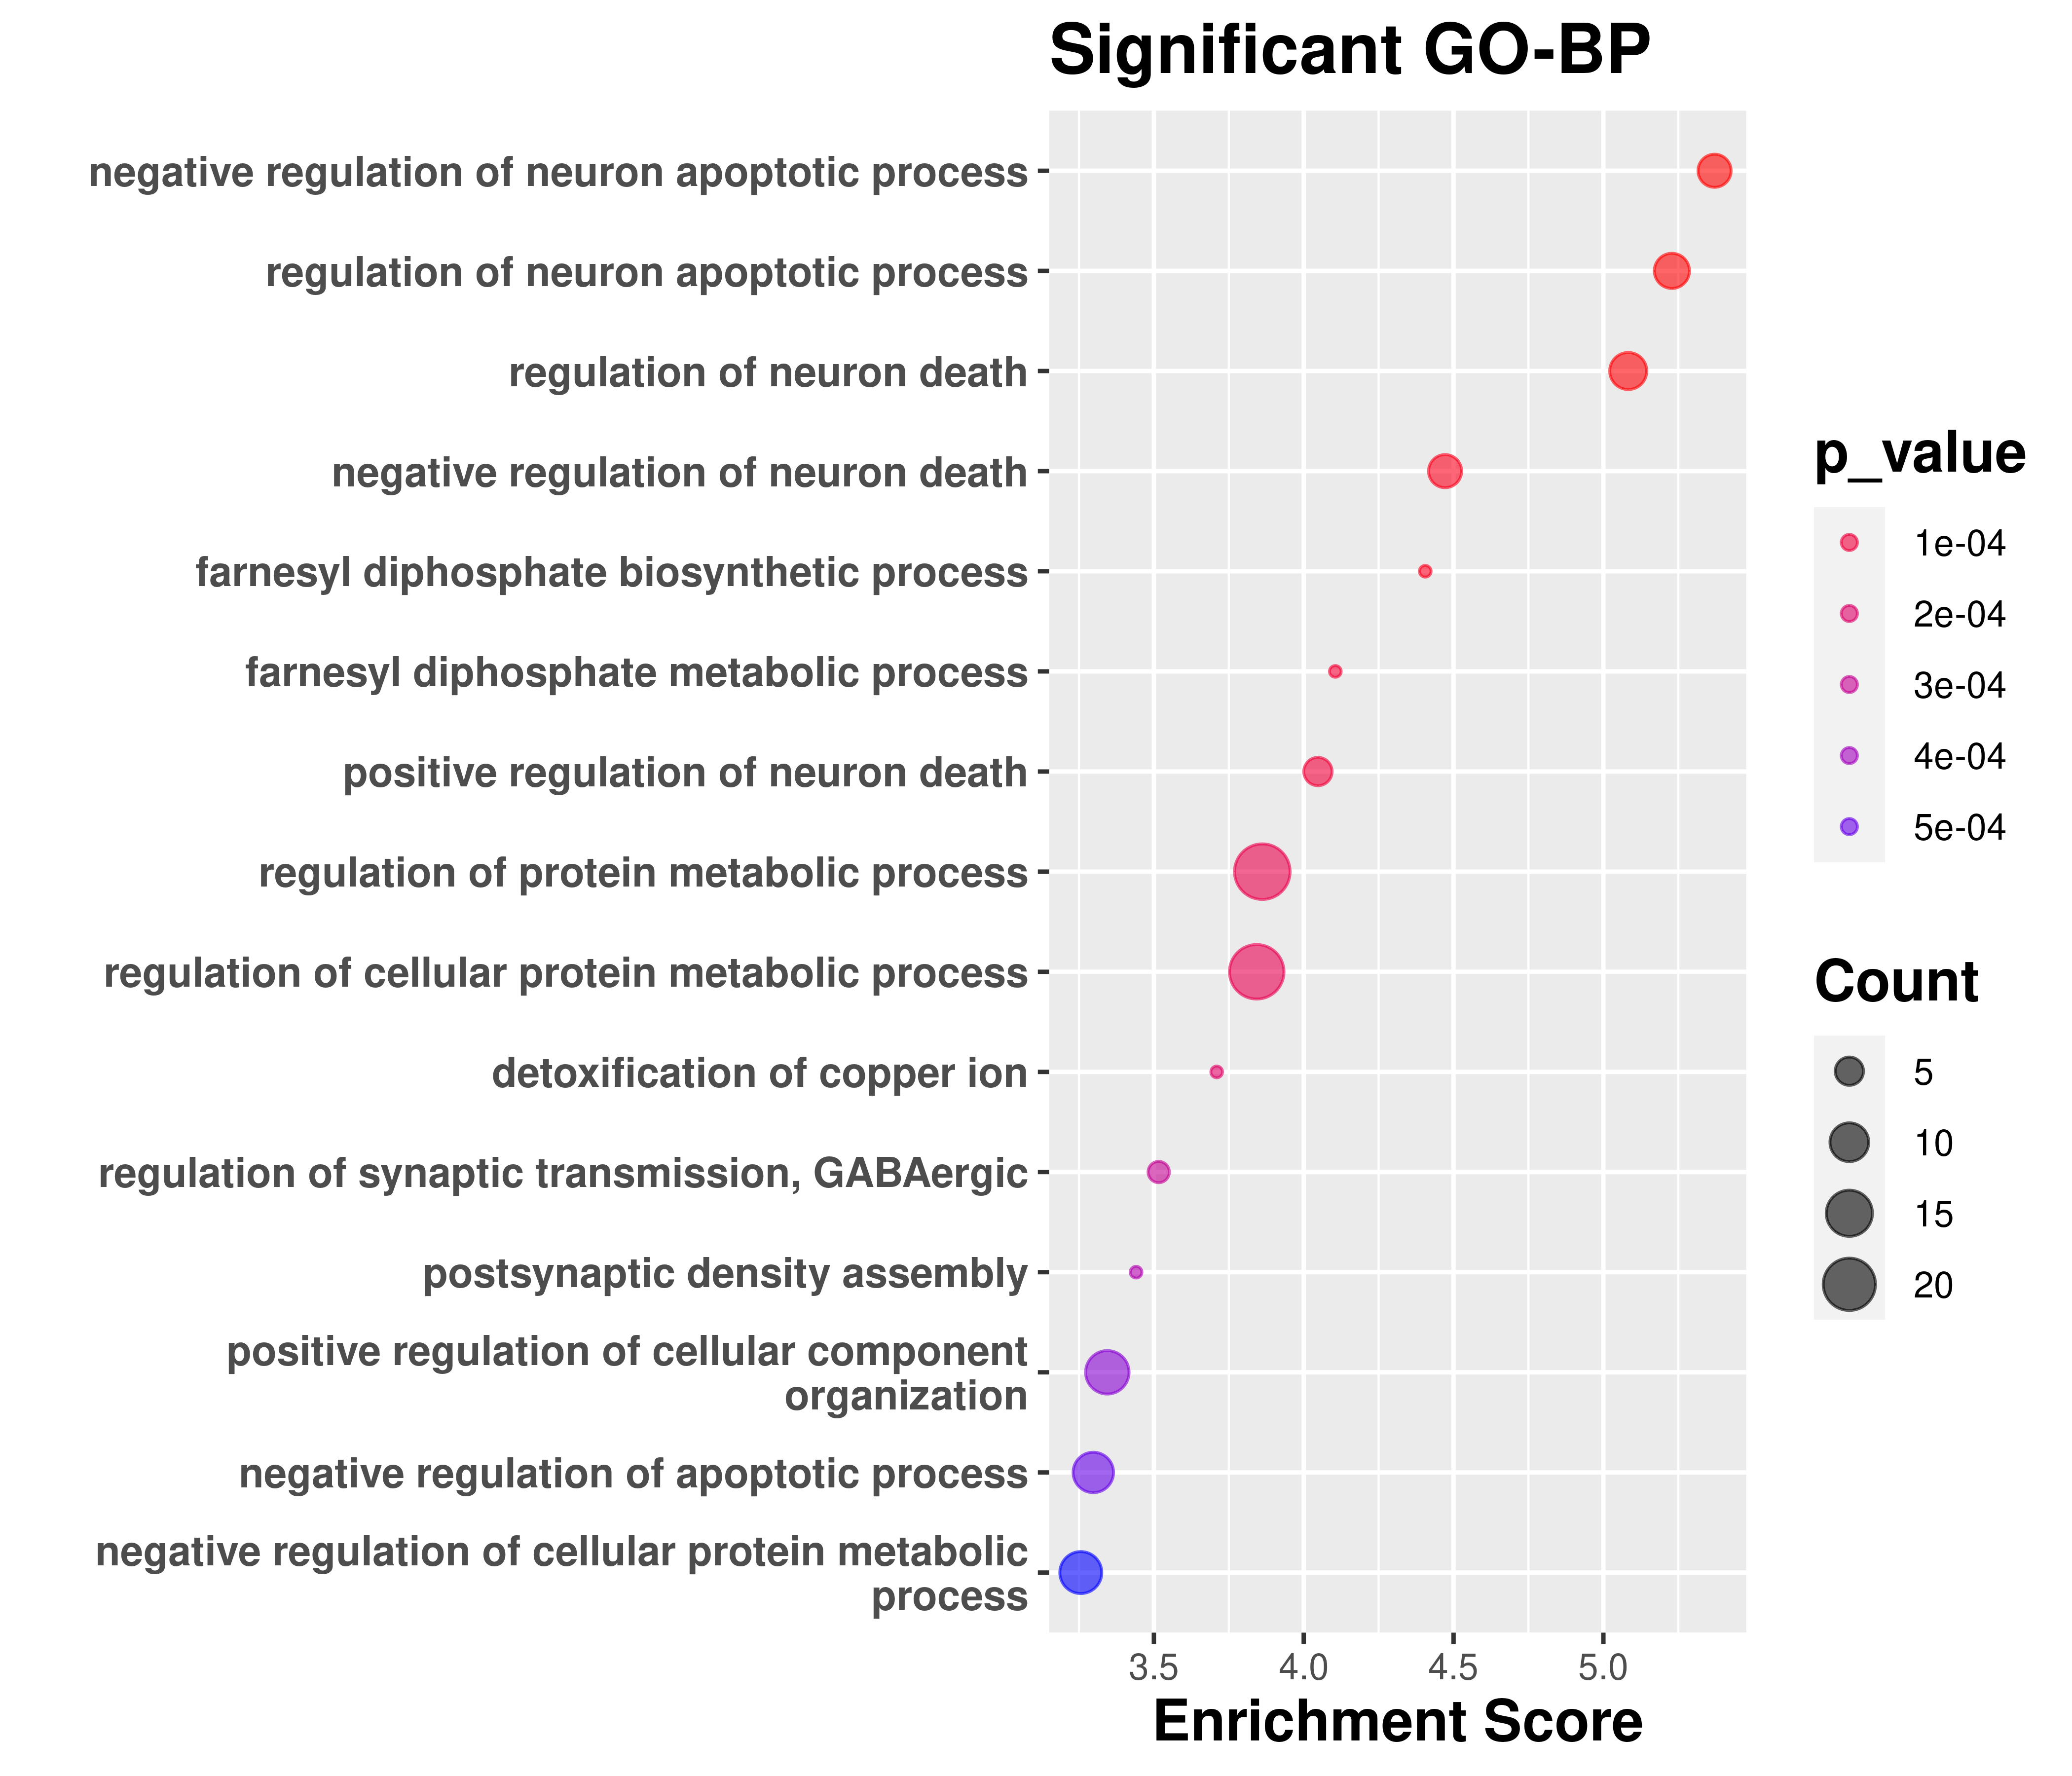 Significant GO-BP
negative regulation of neuron apoptotic process
regulation of neuron apoptotic process
regulation of neuron death
negative regulation of neuron death
farnesyl diphosphate biosynthetic process
farnesyl diphosphate metabolic process
positive regulation of neuron death
regulation of protein metabolic process
regulation of cellular protein metabolic process
detoxification of copper ion
regulation of synaptic transmission, GABAergic
postsynaptic density assembly
positive regulation of cellular component
organization
negative regulation of apoptotic process
negative regulation of cellular protein metabolic
process
3.5 4.0 4.5 5.0
Enrichment Score
p_value
1e-04
2e-04
3e-04
4e-04
5e-04
Count
5
10
15
20